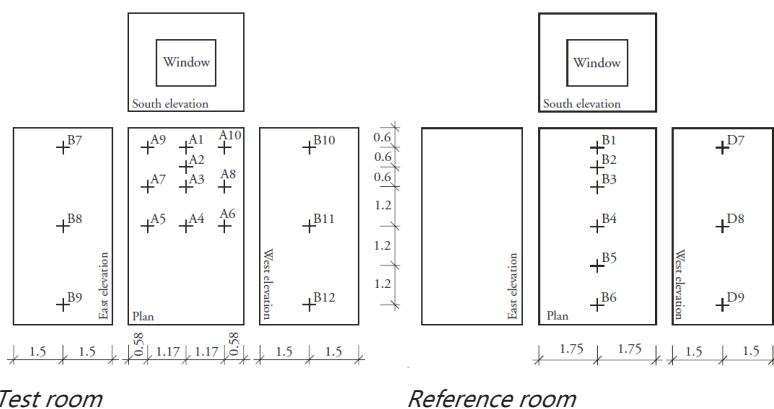 Window
South elevation
Window
South elevation
B7
B8
B9
East elevation
A9
A1
A10
A2
A7
A3
A8
A5
A4
A6
Plan
B10
B11
B12
West elevation
0.6
0.6
0.6
1.2
1.2
1.2
East elevation
B1
B2
B3
B4
B5
B6
Plan
D7
D8
D9
West elevation
1.5
1.5
0.58
1.17
1.17
0.58
1.5
1.5
1.75
1.75
1.5
1.5
Test room
Reference room